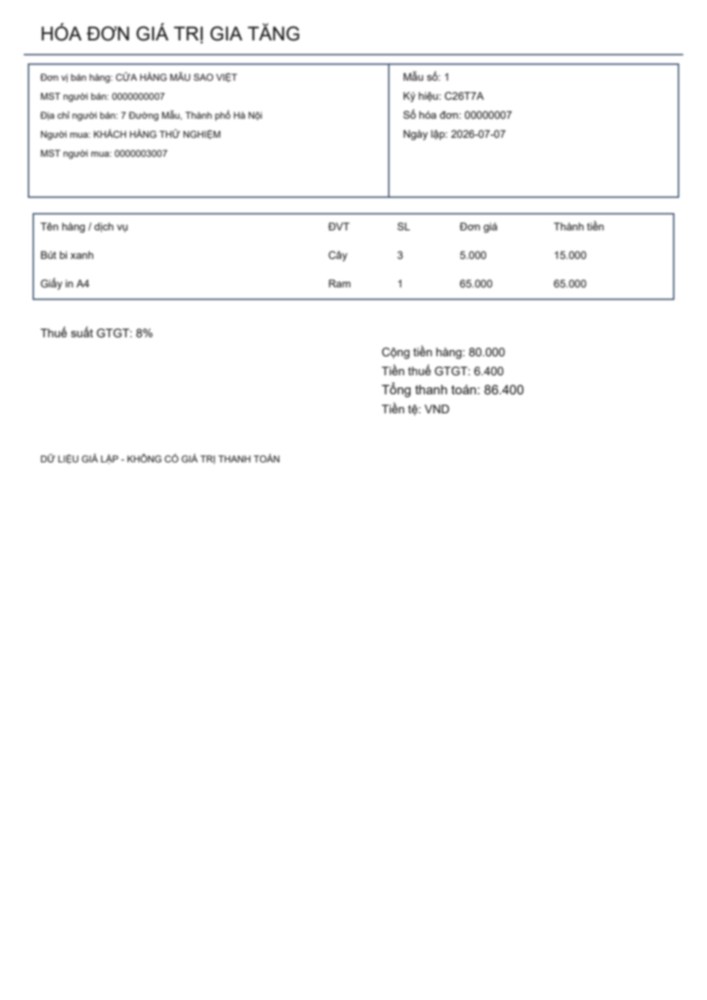 HÓA ĐƠN GIÁ TRỊ GIA TĂNG
Đơn vị bán hàng: CỬA HÀNG MẪU SAO VIỆT
MST người bán: 0000000007
Địa chỉ người bán: 7 Đường Mẫu, Thành phố Hà Nội
Người mua: KHÁCH HÀNG THỬ NGHIỆM
MST người mua: 0000003007
Mẫu số: 1
Ký hiệu: C26T7A
Số hóa đơn: 00000007
Ngày lập: 2026-07-07
Tên hàng / dịch vụ ĐVT SL Đơn giá Thành tiền
Bút bi xanh Cây 3 5.000 15.000
Giấy in A4 Ram 1 65.000 65.000
Thuế suất GTGT: 8%
Cộng tiền hàng: 80.000
Tiền thuế GTGT: 6.400
Tổng thanh toán: 86.400
Tiền tệ: VND
DỮ LIỆU GIẢ LẬP - KHÔNG CÓ GIÁ TRỊ THANH TOÁN